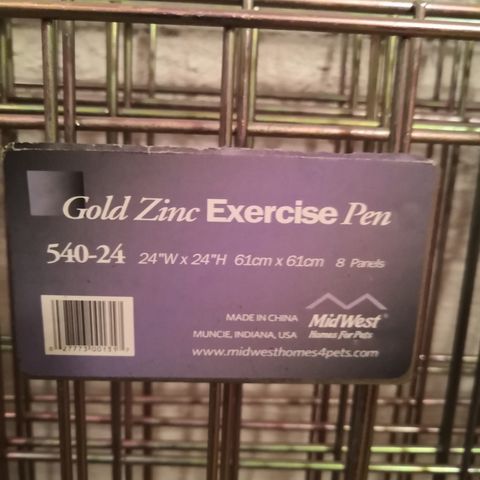 Gold Zinc Exercise Pen
540-24 24"W x 24"H 61cm x 61cm 8 Panels
MADE IN CHINA
MUNCIE, INDIANA, USA
MidWest®
Homes For Pets
www.midwesthomes4pets.com